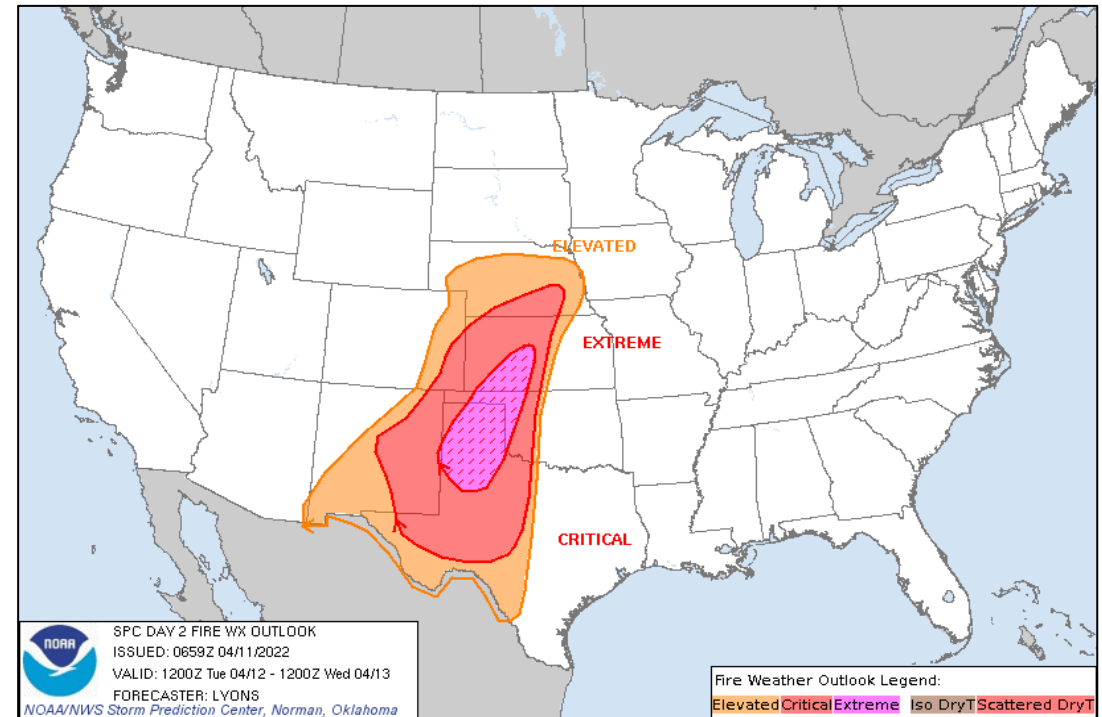 ELEVATED
EXTREME
CRITICAL
NOAA
SPC DAY 2 FIRE WX OUTLOOK
ISSUED: 0659Z 04/11/2022
VALID: 1200Z Tue 04/12 - 1200Z Wed 04/13
FORECASTER: LYONS
NOAA/NWS Storm Prediction Center, Norman, Oklahoma
Fire Weather Outlook Legend:
Elevated Critical Extreme Iso DryT Scattered DryT